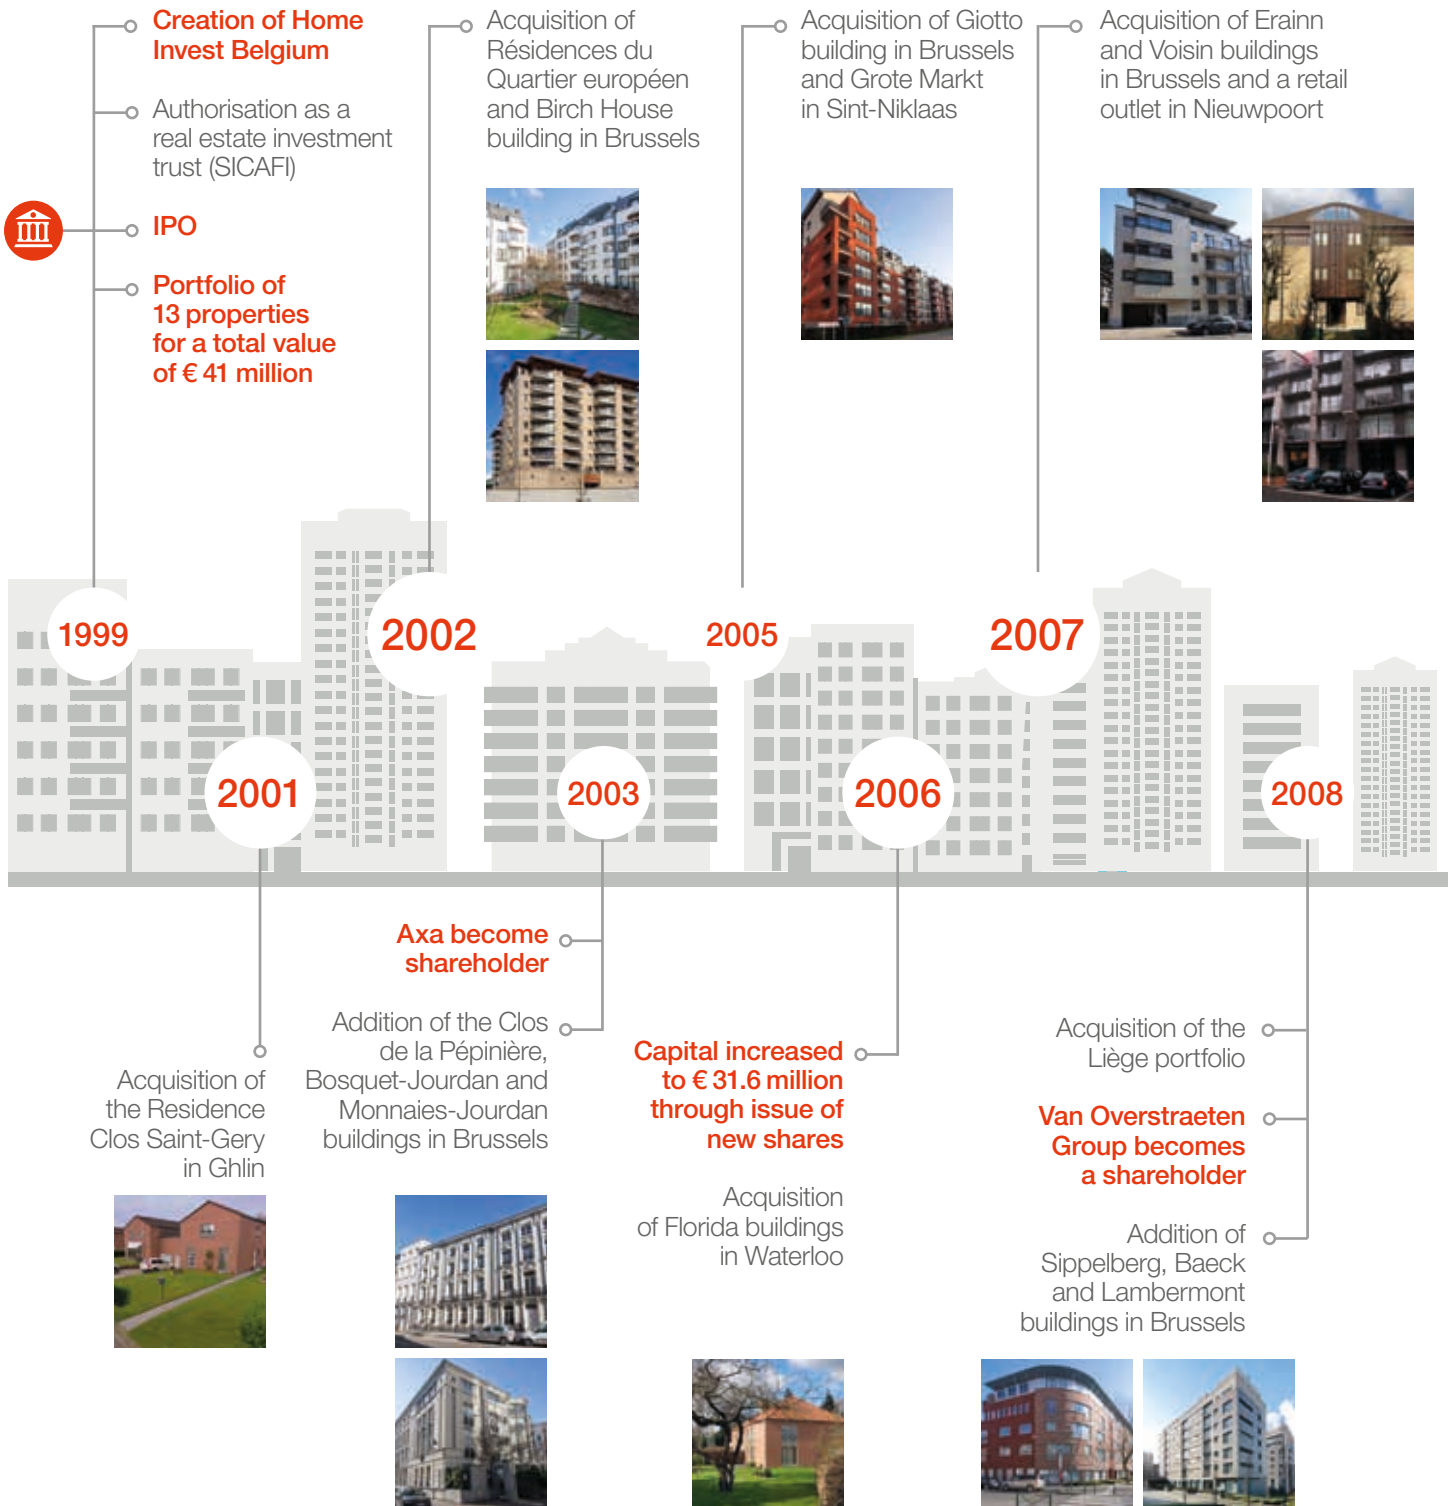 Creation of Home
Invest Belgium
Authorisation as a
real estate investment
trust (SICAFI)
IPO
Portfolio of
13 properties
for a total value
of € 41 million
Acquisition of
Résidences du
Quartier européen
and Birch House
building in Brussels
Acquisition of Giotto
building in Brussels
and Grote Markt
in Sint-Niklaas
Acquisition of Erainn
and Voisin buildings
in Brussels and a retail
outlet in Nieuwpoort
1999
2002
2005
2007
2001
2003
2006
2008
Acquisition of
the Residence
Clos Saint-Gery
in Ghlin
Axa become
shareholder
Addition of the Clos
de la Pépinière,
Bosquet-Jourdan and
Monnaies-Jourdan
buildings in Brussels
Capital increased
to € 31.6 million
through issue of
new shares
Acquisition
of Florida buildings
in Waterloo
Acquisition of the
Liège portfolio
Van Overstraeten
Group becomes
a shareholder
Addition of
Sippelberg, Baeck
and Lambermont
buildings in Brussels